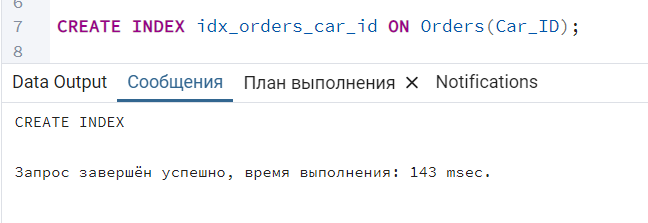 6
7 CREATE INDEX idx_orders_car_id ON Orders(Car_ID);
8
Data Output Сообщения План выполнения × Notifications
CREATE INDEX
Запрос завершён успешно, время выполнения: 143 msec.